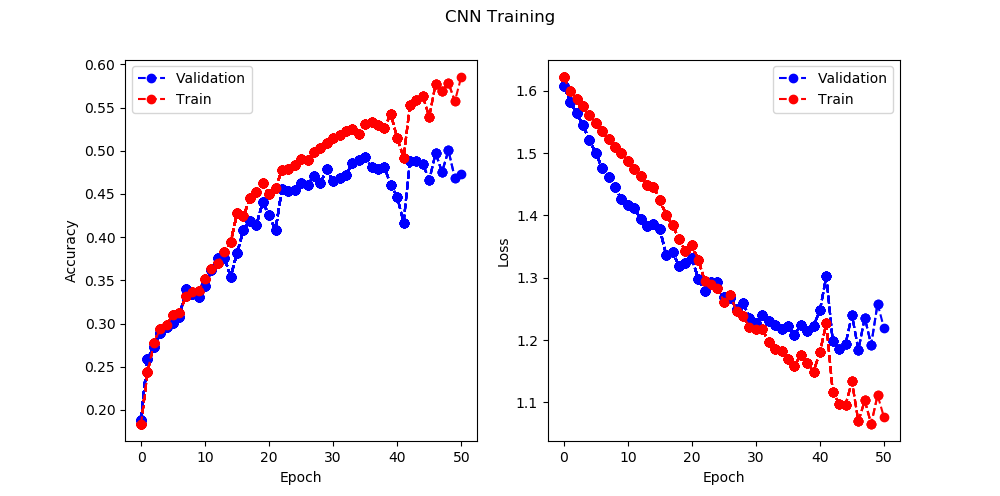 CNN Training
0.60
0.55
0.50
0.45
0.40
0.35
0.30
0.25
0.20
Accuracy
Validation
Train
0 10 20 30 40 50
Epoch
1.6
1.5
1.4
1.3
1.2
1.1
Loss
Validation
Train
0 10 20 30 40 50
Epoch